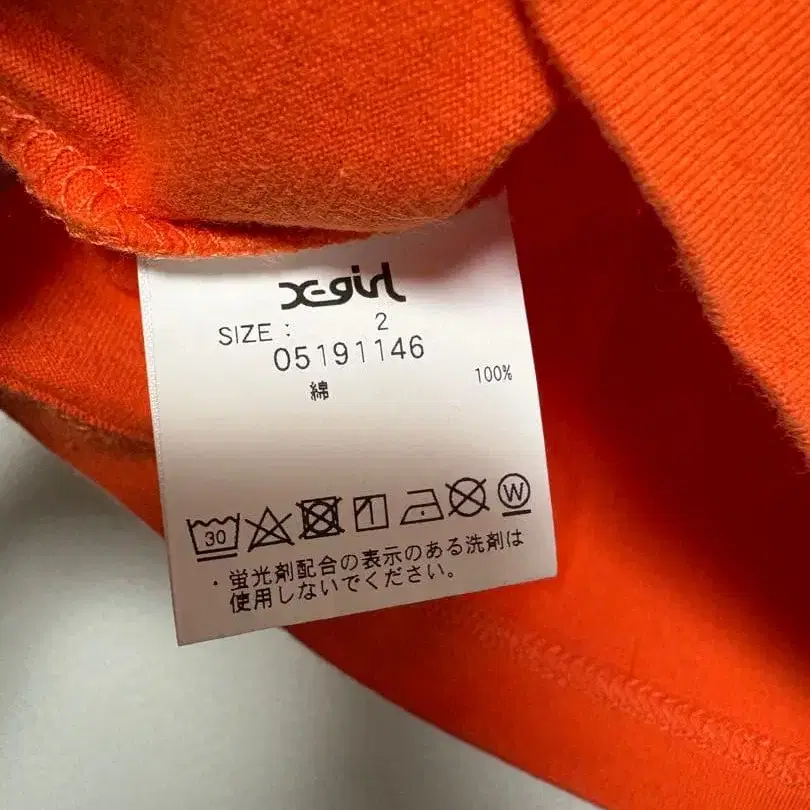 X-girl
SIZE : 2
05191146
綿 100%
30 W
・蛍光剤配合の表示のある洗剤は
使用しないでください。